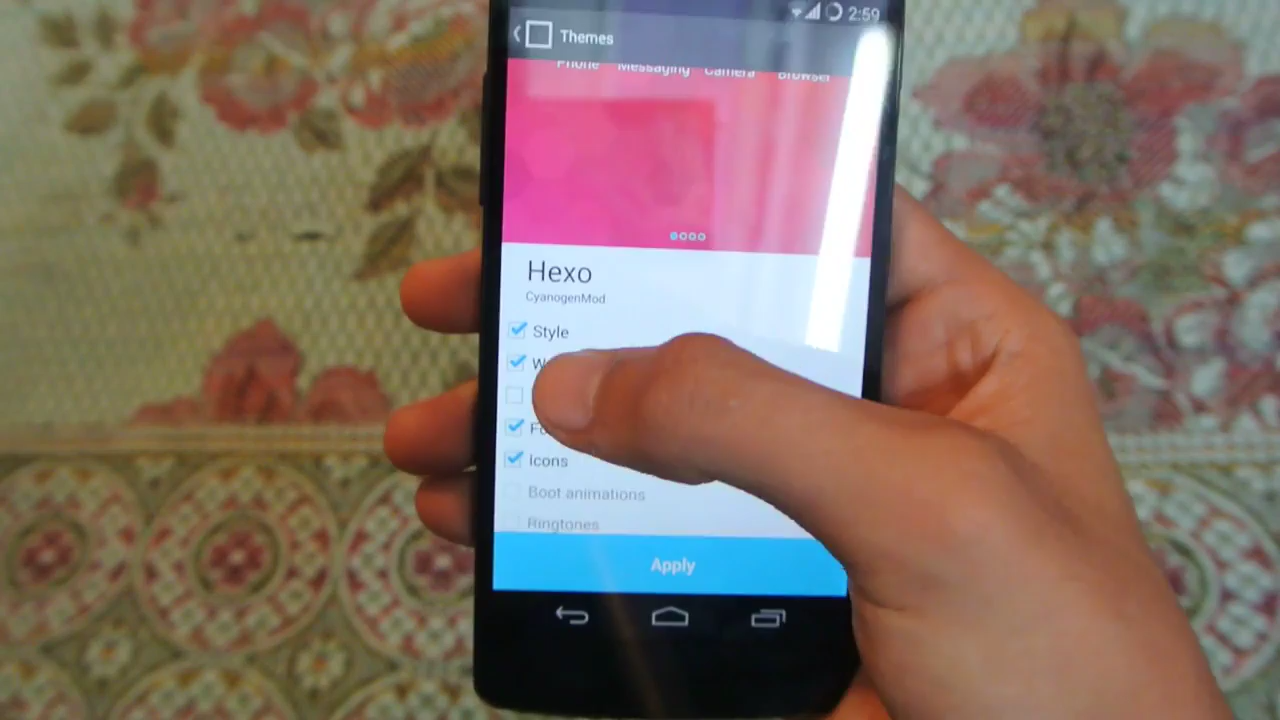 2:59
Themes
Phone Messaging Camera Browser
Hexo
CyanogenMod
Style
Icons
Boot animations
Ringtones
Apply